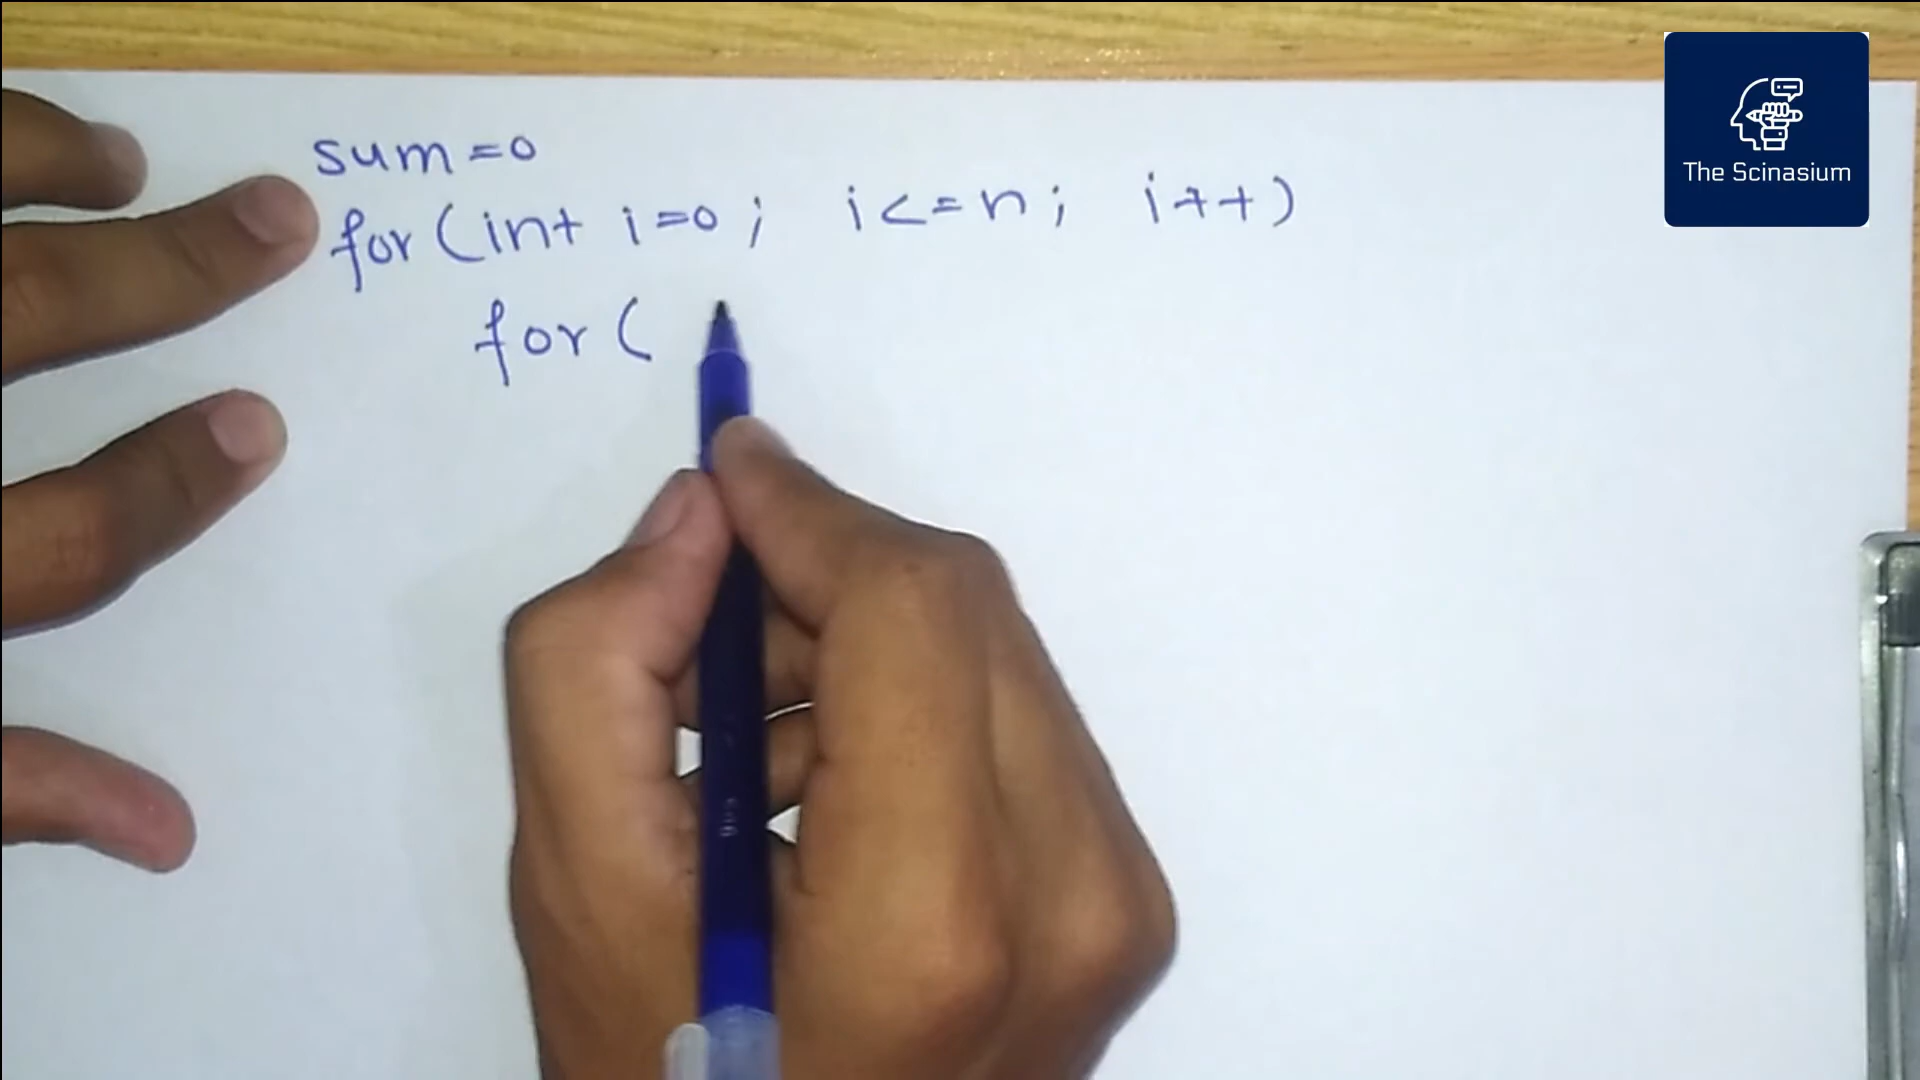 sum=0
for(int i=0; i<=n; i++)
for(
The Scinasium